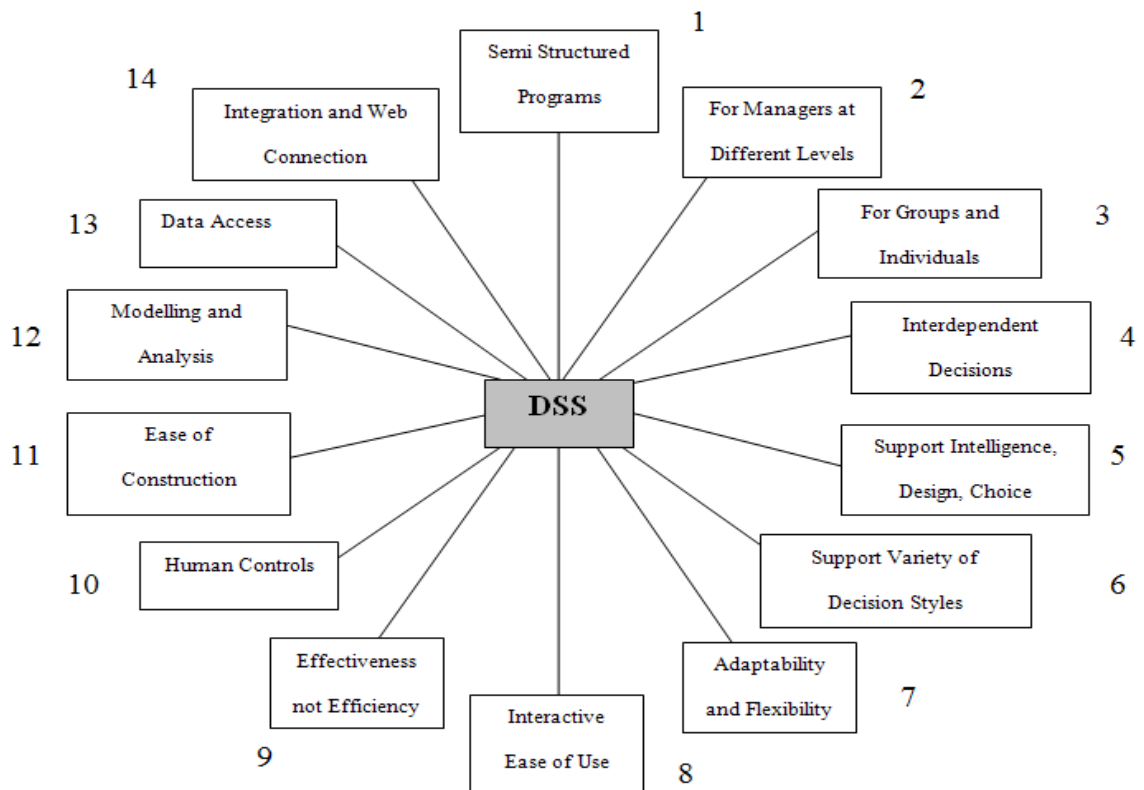 1
Semi Structured
Programs
2
For Managers at
Different Levels
3
For Groups and
Individuals
4
Interdependent
Decisions
5
Support Intelligence,
Design, Choice
6
Support Variety of
Decision Styles
7
Adaptability
and Flexibility
8
Interactive
Ease of Use
9
Effectiveness
not Efficiency
10
Human Controls
11
Ease of
Construction
12
Modelling and
Analysis
13
Data Access
14
Integration and Web
Connection
DSS